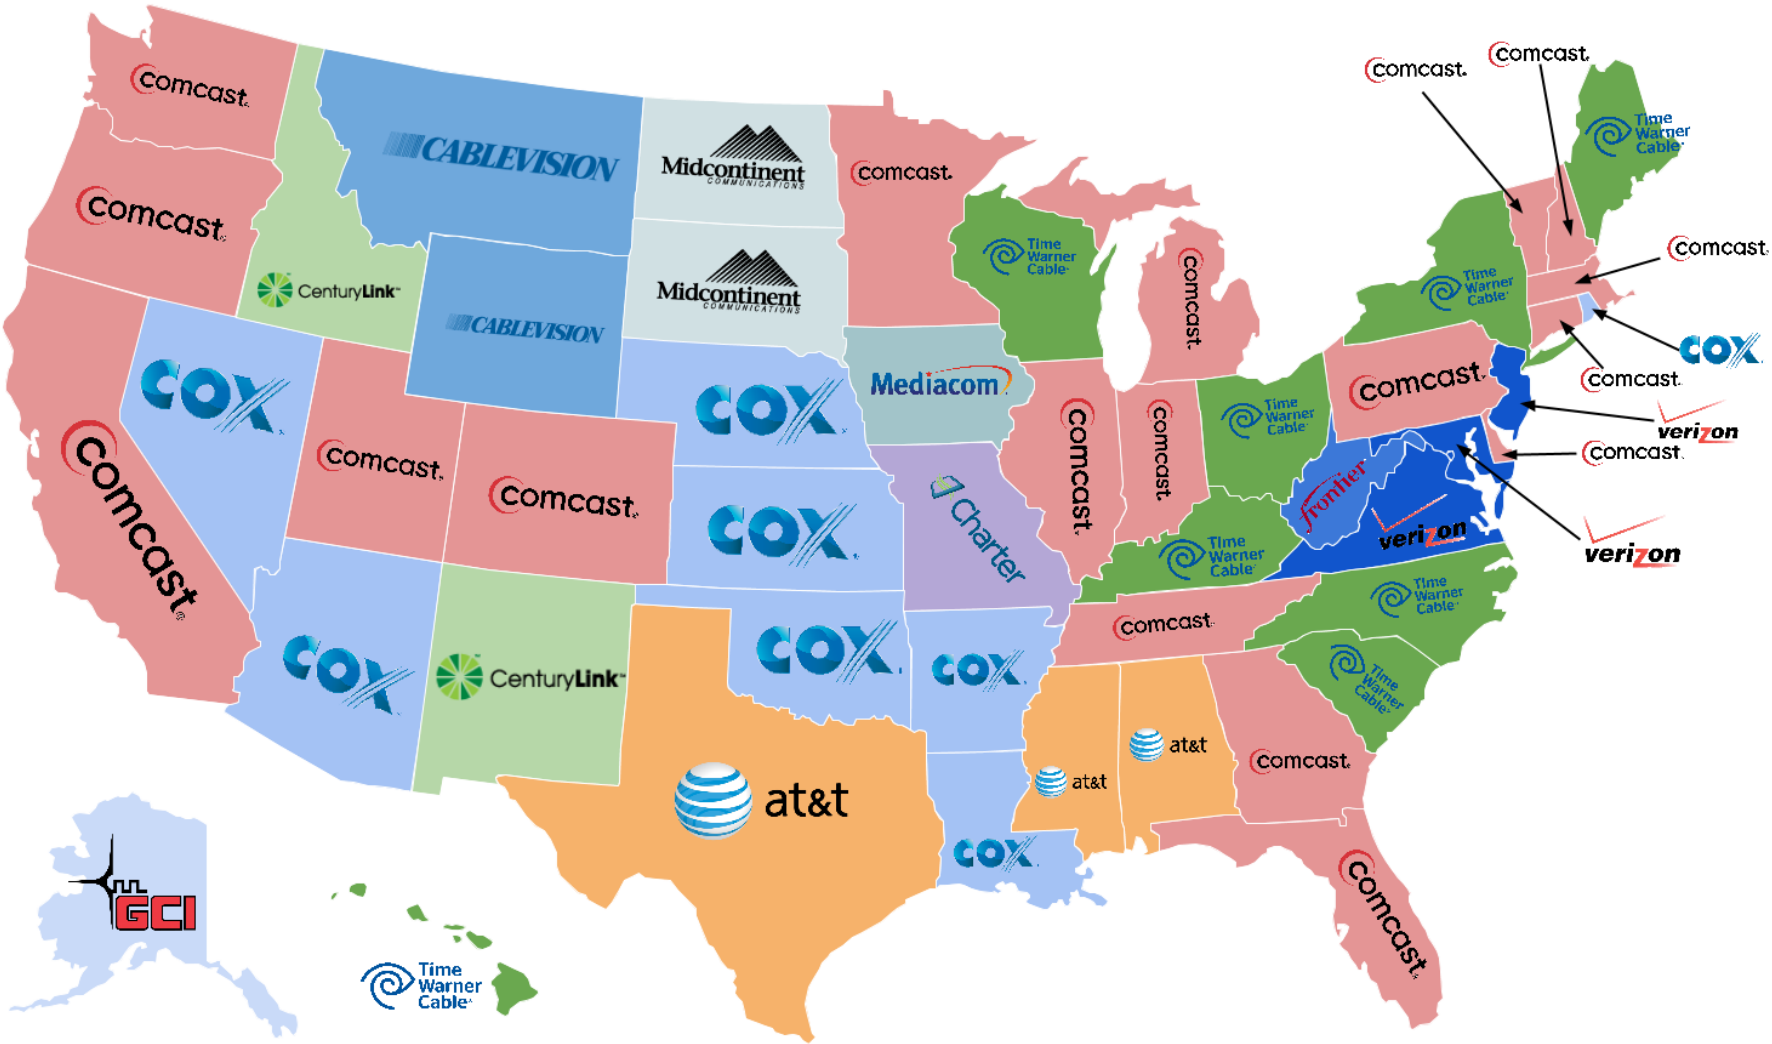 comcast.
comcast.
Time
Warner
Cable
comcast.
CABLEVISION
Midcontinent
COMMUNICATIONS
comcast.
comcast.
Time
Warner
Cable
comcast.
comcast.
Time
Warner
Cable
CenturyLink™
CABLEVISION
Midcontinent
COMMUNICATIONS
cox
comcast.
cox
Mediacom
comcast.
verizon
comcast.
cox
comcast.
comcast.
comcast.
Time
Warner
Cable
comcast.
comcast.
comcast.
cox
Charter
frontier
verizon
verizon
Time
Warner
Cable
Time
Warner
Cable
comcast.
cox
CenturyLink™
cox
cox
Time
Warner
Cable
at&t
at&t
at&t
comcast.
cox
comcast.
GCI
Time
Warner
Cable